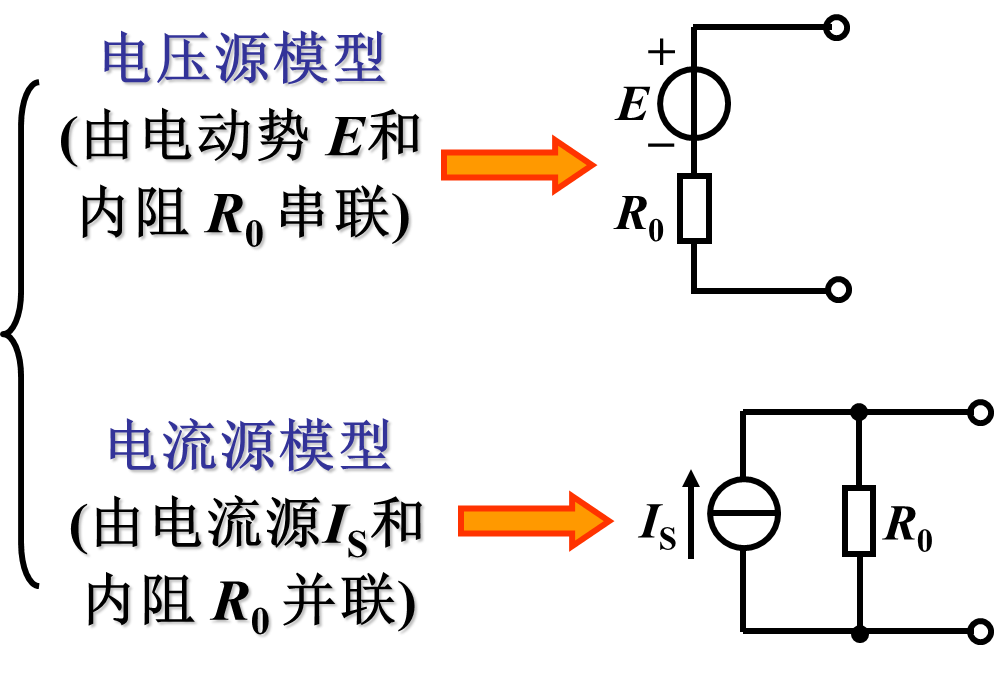 电压源模型
(由电动势 E和
内阻 R₀ 串联)
+
E
−
R₀
电流源模型
(由电流源Iₛ和
内阻 R₀ 并联)
Iₛ
R₀